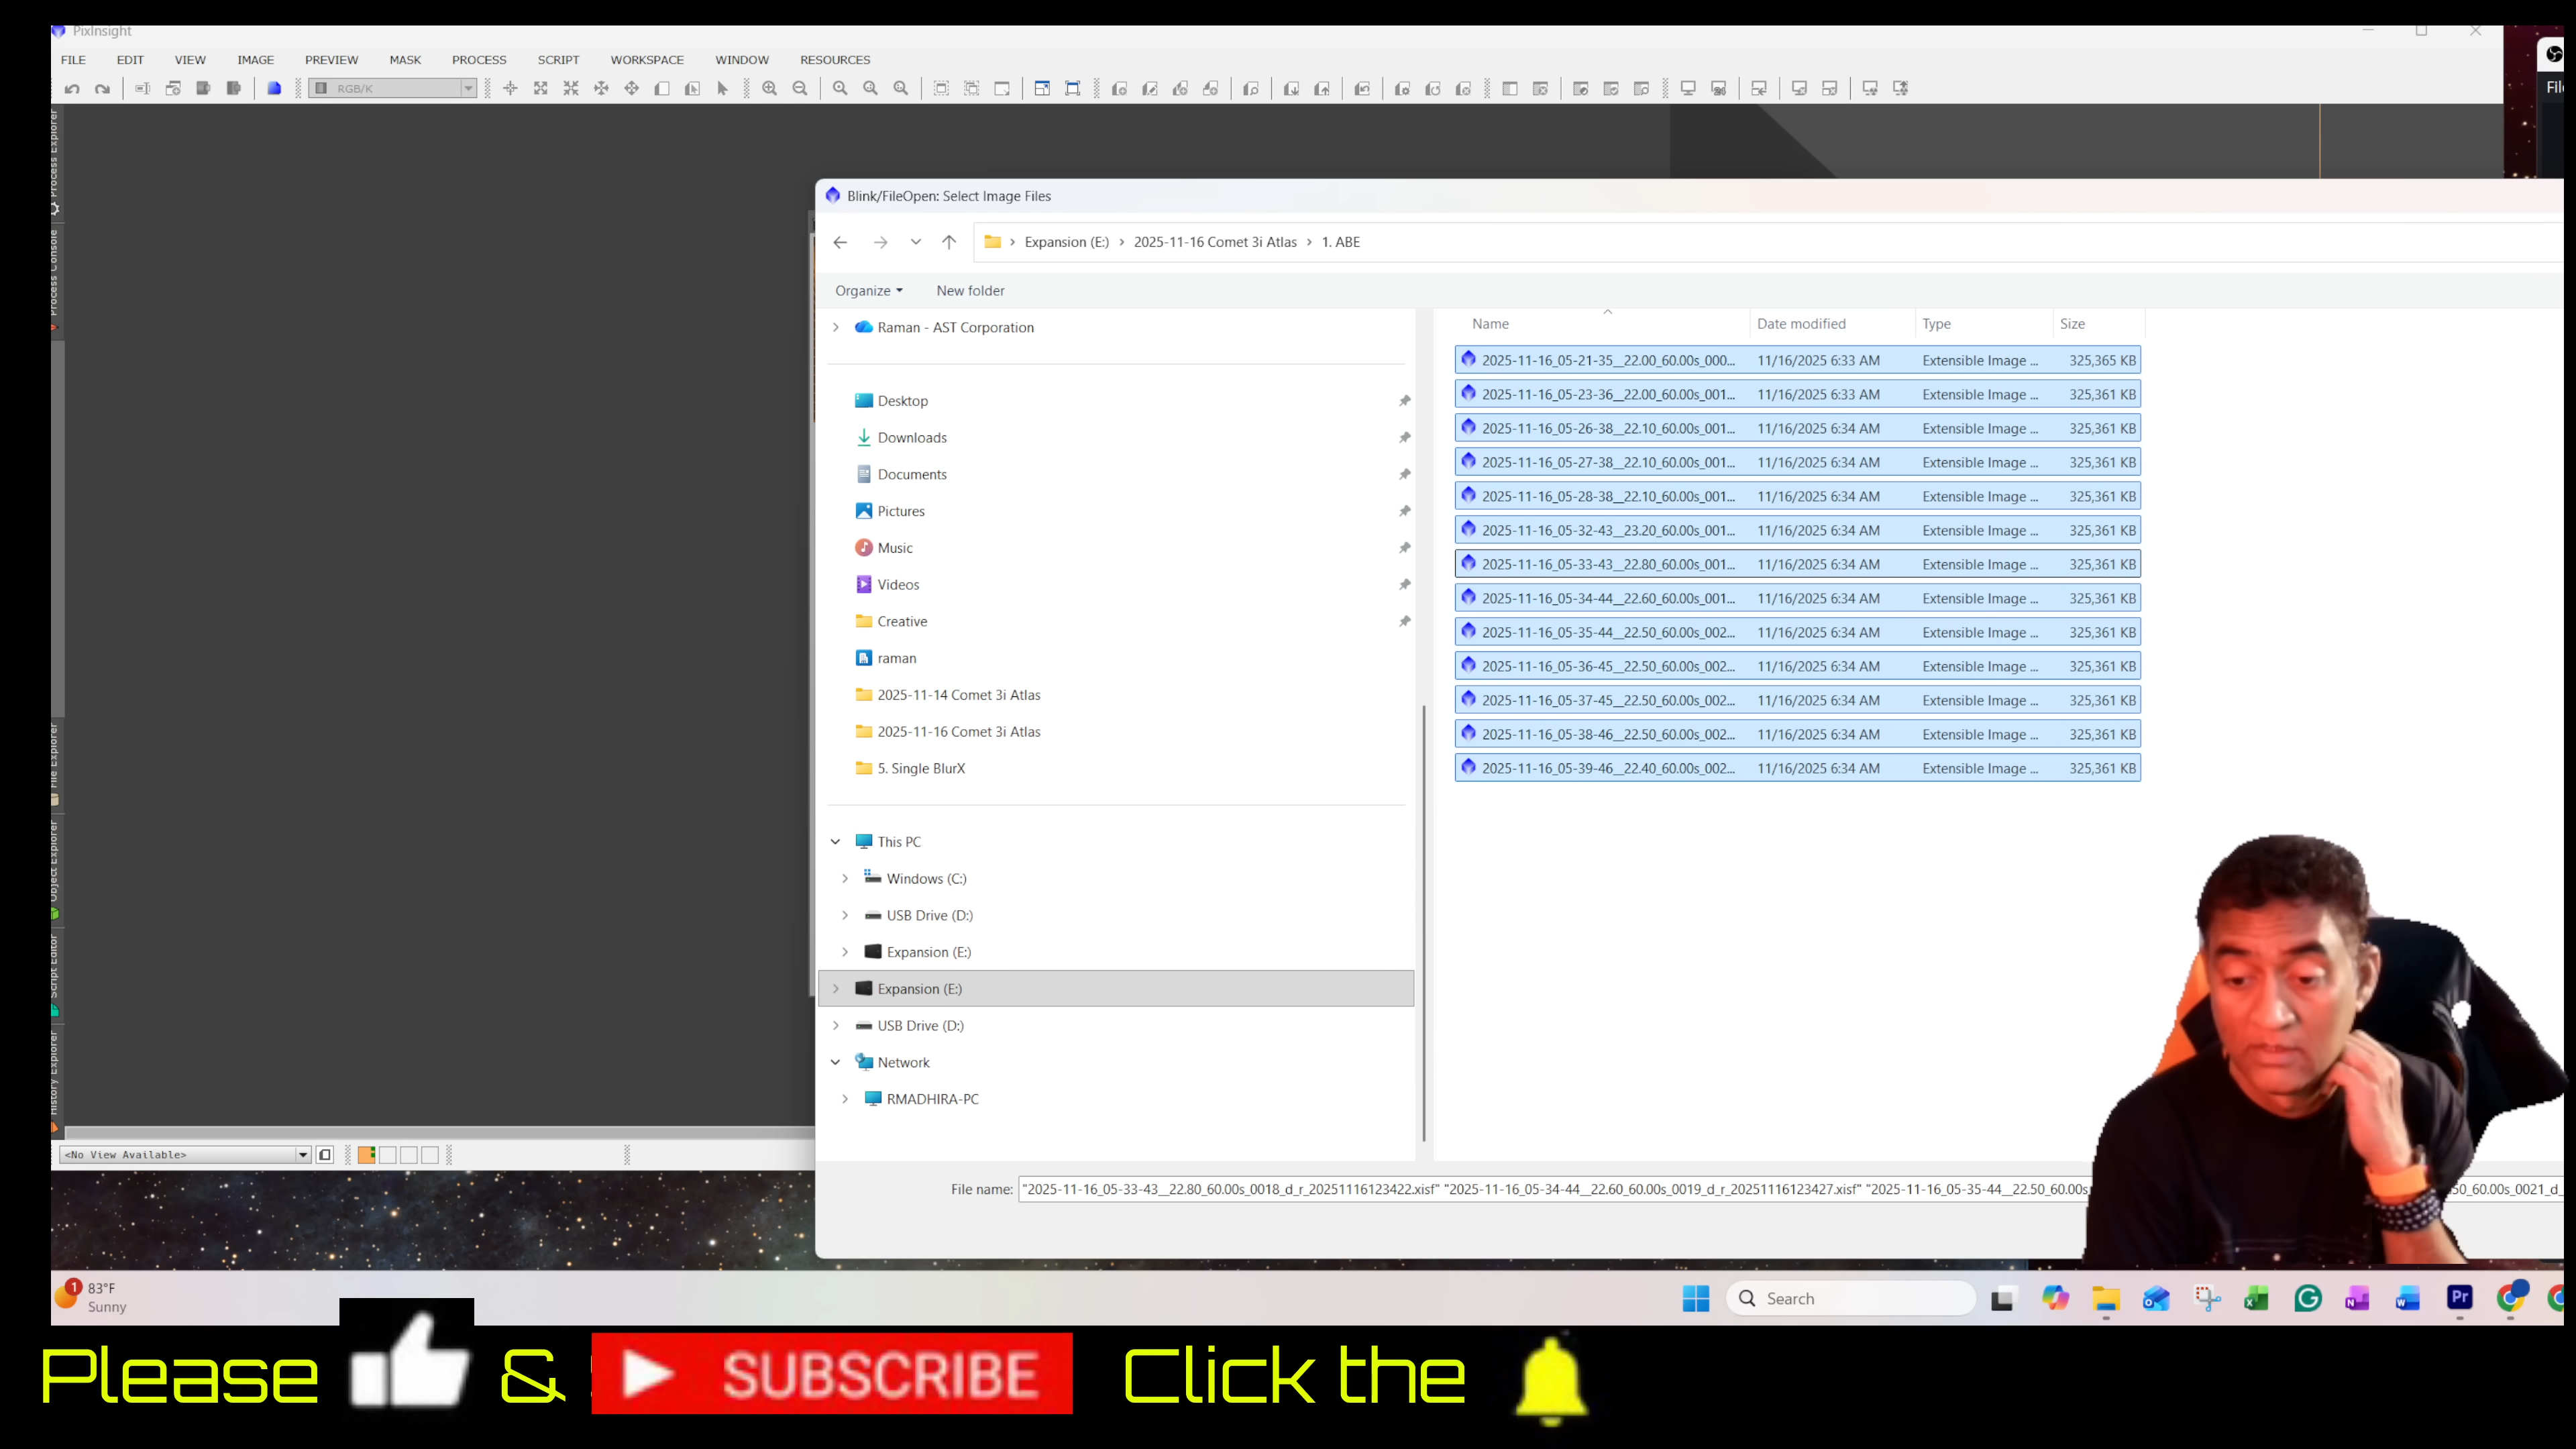 PixInsight
FILE EDIT VIEW IMAGE PREVIEW MASK PROCESS SCRIPT WORKSPACE WINDOW RESOURCES
RGB/K
File
Process Explorer
Process Console
File Explorer
Object Explorer
Script Editor
History Explorer
Blink/FileOpen: Select Image Files
Expansion (E:) > 2025-11-16 Comet 3i Atlas > 1. ABE
Organize New folder
Raman - AST Corporation
Desktop
Downloads
Documents
Pictures
Music
Videos
Creative
raman
2025-11-14 Comet 3i Atlas
2025-11-16 Comet 3i Atlas
5. Single BlurX
This PC
Windows (C:)
USB Drive (D:)
Expansion (E:)
Expansion (E:)
USB Drive (D:)
Network
RMADHIRA-PC
Name Date modified Type Size
2025-11-16_05-21-35__22.00_60.00s_000... 11/16/2025 6:33 AM Extensible Image ... 325,365 KB
2025-11-16_05-23-36__22.00_60.00s_001... 11/16/2025 6:33 AM Extensible Image ... 325,361 KB
2025-11-16_05-26-38__22.10_60.00s_001... 11/16/2025 6:34 AM Extensible Image ... 325,361 KB
2025-11-16_05-27-38__22.10_60.00s_001... 11/16/2025 6:34 AM Extensible Image ... 325,361 KB
2025-11-16_05-28-38__22.10_60.00s_001... 11/16/2025 6:34 AM Extensible Image ... 325,361 KB
2025-11-16_05-32-43__23.20_60.00s_001... 11/16/2025 6:34 AM Extensible Image ... 325,361 KB
2025-11-16_05-33-43__22.80_60.00s_001... 11/16/2025 6:34 AM Extensible Image ... 325,361 KB
2025-11-16_05-34-44__22.60_60.00s_001... 11/16/2025 6:34 AM Extensible Image ... 325,361 KB
2025-11-16_05-35-44__22.50_60.00s_002... 11/16/2025 6:34 AM Extensible Image ... 325,361 KB
2025-11-16_05-36-45__22.50_60.00s_002... 11/16/2025 6:34 AM Extensible Image ... 325,361 KB
2025-11-16_05-37-45__22.50_60.00s_002... 11/16/2025 6:34 AM Extensible Image ... 325,361 KB
2025-11-16_05-38-46__22.50_60.00s_002... 11/16/2025 6:34 AM Extensible Image ... 325,361 KB
2025-11-16_05-39-46__22.40_60.00s_002... 11/16/2025 6:34 AM Extensible Image ... 325,361 KB
<No View Available>
File name: "2025-11-16_05-33-43__22.80_60.00s_0018_d_r_20251116123422.xisf" "2025-11-16_05-34-44__22.60_60.00s_0019_d_r_20251116123427.xisf" "2025-11-16_05-35-44__22.50_60.00s 50_60.00s_0021_d_
1 83°F
Sunny
Search
Pr
Please & SUBSCRIBE Click the